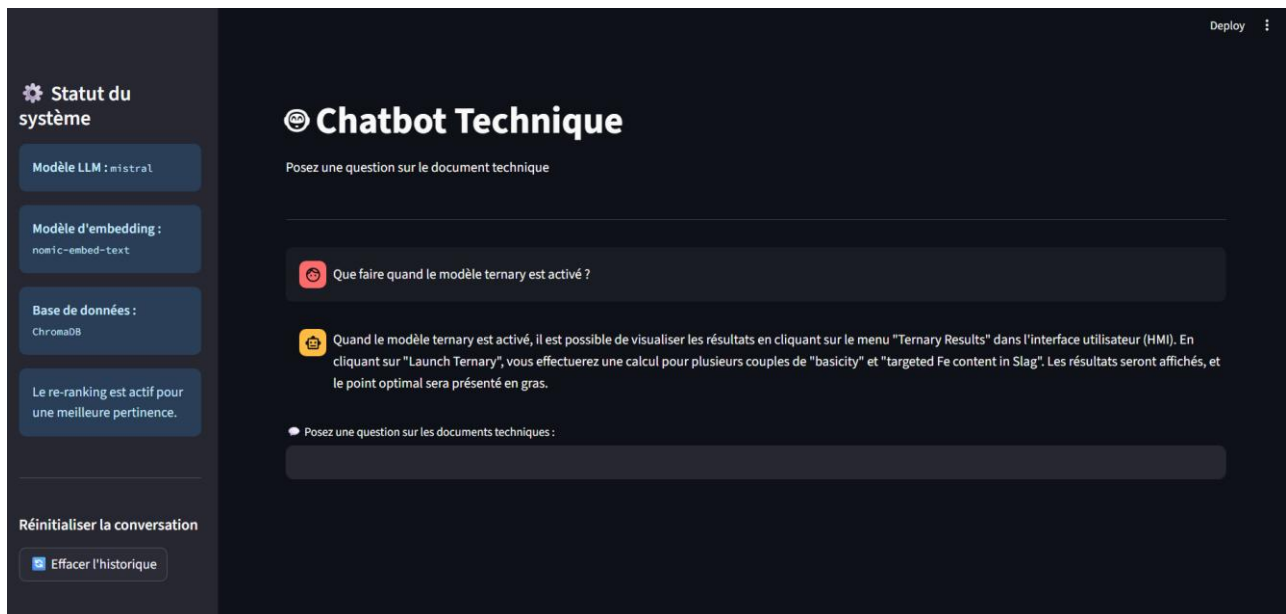 Deploy
Statut du
système
Modèle LLM : mistral
Modèle d'embedding :
nomic-embed-text
Base de données :
ChromaDB
Le re-ranking est actif pour
une meilleure pertinence.
Réinitialiser la conversation
Effacer l'historique
Chatbot Technique
Posez une question sur le document technique
Que faire quand le modèle ternary est activé ?
Quand le modèle ternary est activé, il est possible de visualiser les résultats en cliquant sur le menu "Ternary Results" dans l'interface utilisateur (HMI). En
cliquant sur "Launch Ternary", vous effectuerez une calcul pour plusieurs couples de "basicity" et "targeted Fe content in Slag". Les résultats seront affichés, et
le point optimal sera présenté en gras.
Posez une question sur les documents techniques :